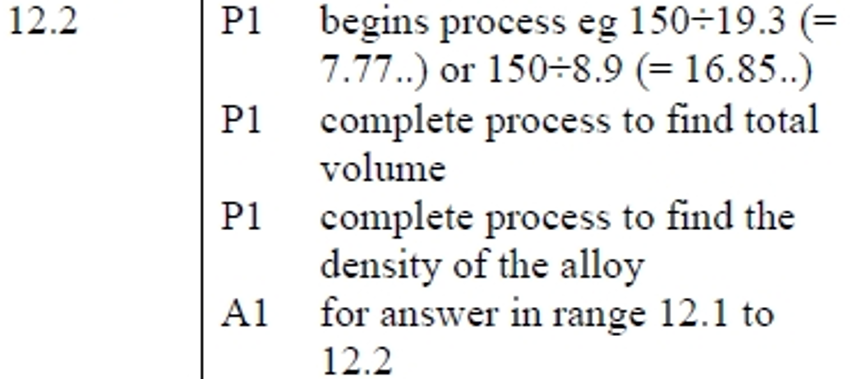 12.2 P1 begins process eg 150÷19.3 (=
7.77..) or 150÷8.9 (= 16.85..)
P1 complete process to find total
volume
P1 complete process to find the
density of the alloy
A1 for answer in range 12.1 to
12.2